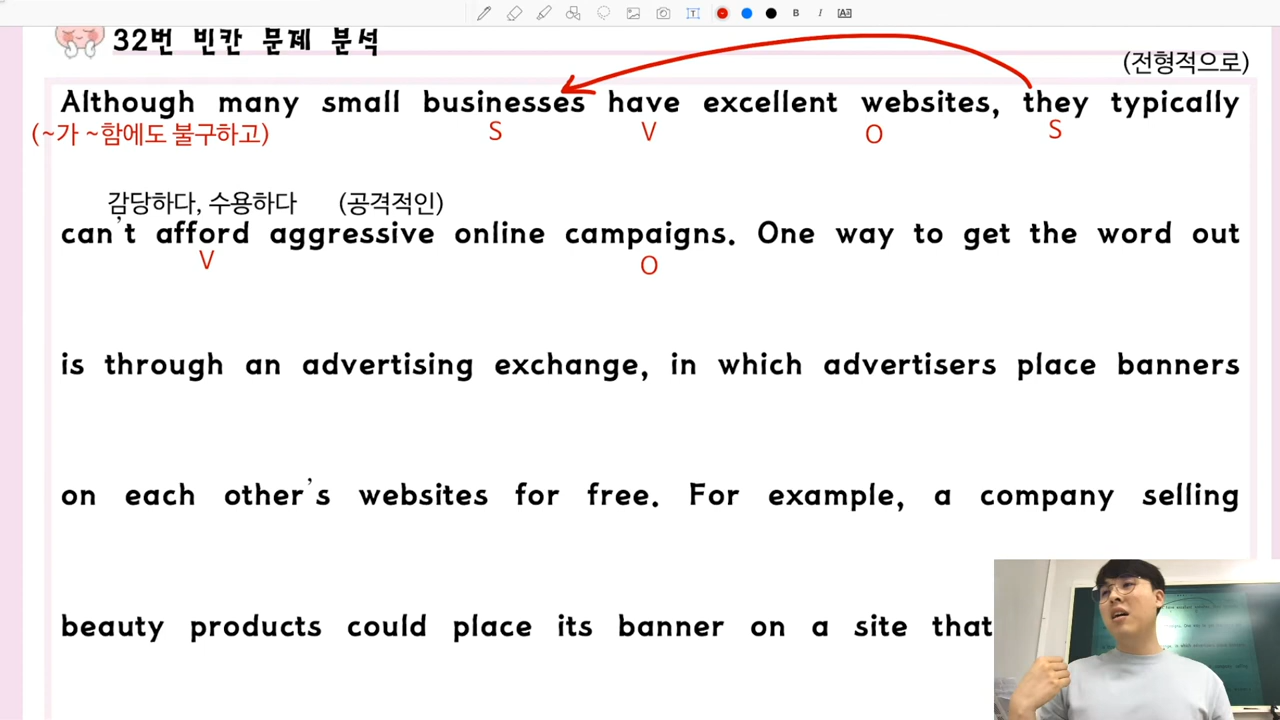 32번 빈칸 문제 분석
(전형적으로)
Although many small businesses have excellent websites, they typically
(~가 ~함에도 불구하고) S V O S
감당하다, 수용하다 (공격적인)
can't afford aggressive online campaigns. One way to get the word out
V O
is through an advertising exchange, in which advertisers place banners
on each other's websites for free. For example, a company selling
beauty products could place its banner on a site that